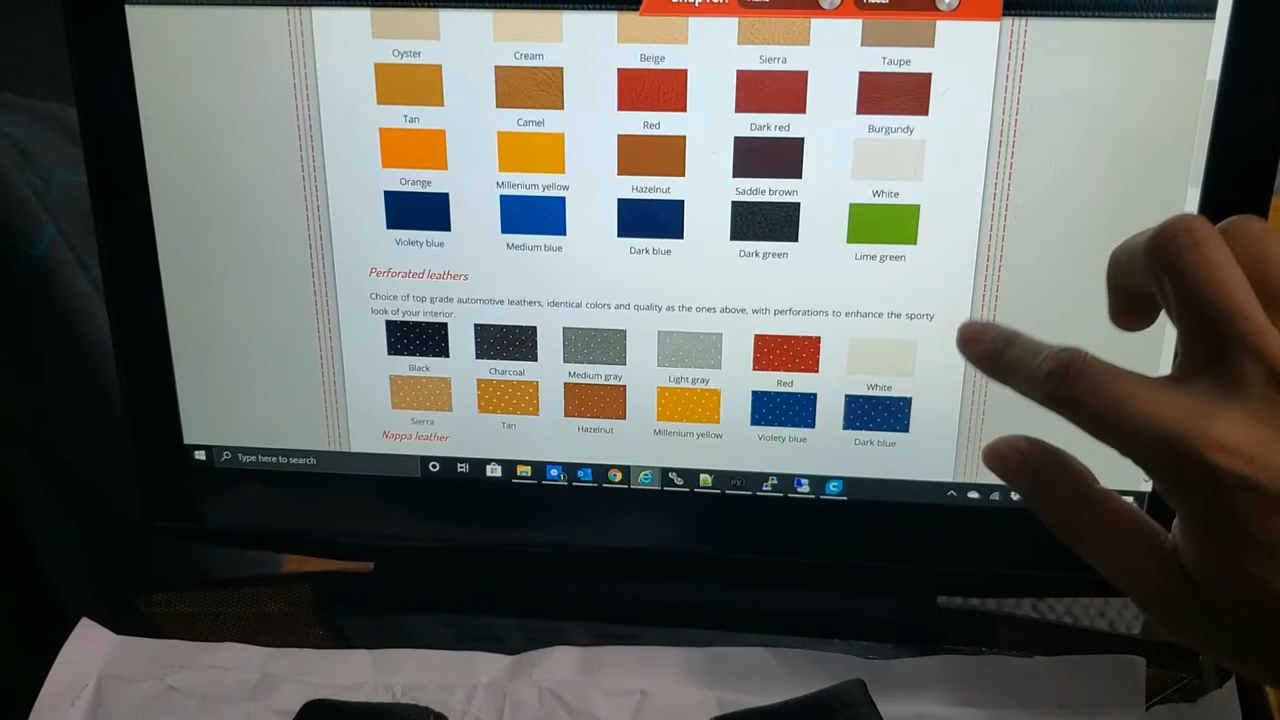 Oyster Cream Beige Sierra Taupe
Tan Camel Red Dark red Burgundy
Orange Millenium yellow Hazelnut Saddle brown White
Violety blue Medium blue Dark blue Dark green Lime green
Perforated leathers
Choice of top grade automotive leathers, identical colors and quality as the ones above, with perforations to enhance the sporty
look of your interior.
Black Charcoal Medium gray Light gray Red White
Sierra Tan Hazelnut Millenium yellow Violety blue Dark blue
Nappa leather
Type here to search